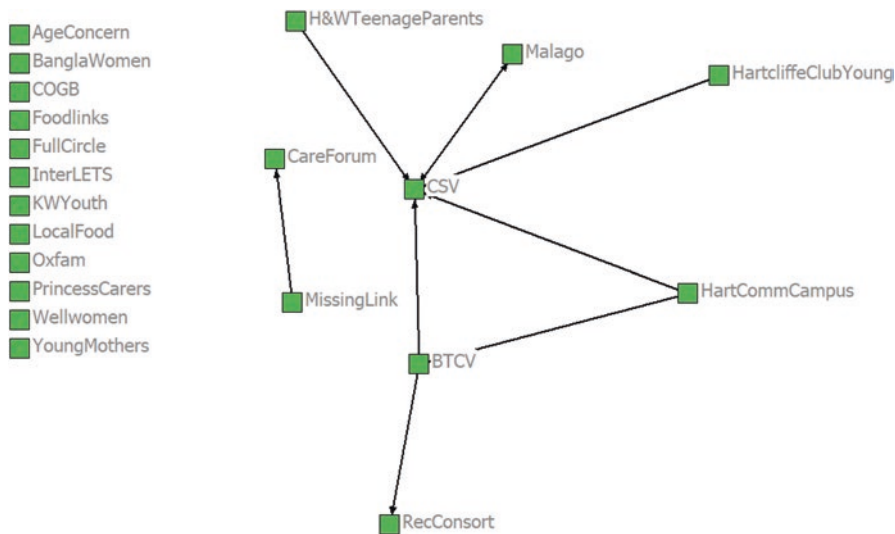 AgeConcern
BanglaWomen
COGB
Foodlinks
FullCircle
InterLETS
KWYouth
LocalFood
Oxfam
PrincessCarers
Wellwomen
YoungMothers
H&WTeenageParents
Malago
HartcliffeClubYoung
CareForum
CSV
MissingLink
HartCommCampus
BTCV
RecConsort